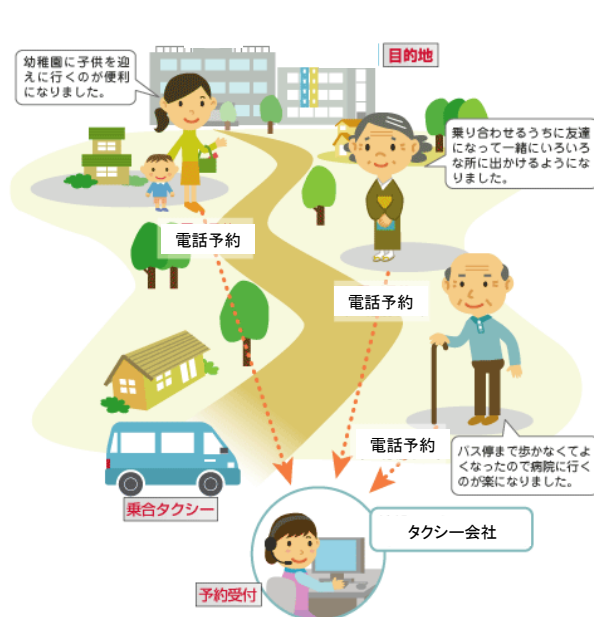 目的地
幼稚園に子供を迎
えに行くのが便利
になりました。
乗り合わせるうちに友達
になって一緒にいろいろ
な所に出かけるようにな
りました。
電話予約
電話予約
電話予約
バス停まで歩かなくてよ
くなったので病院に行く
のが楽になりました。
乗合タクシー
タクシー会社
予約受付